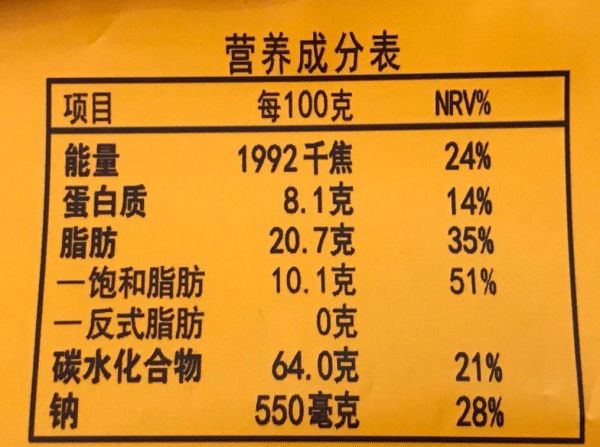 营养成分表
项目 每100克 NRV%
能量 1992千焦 24%
蛋白质 8.1克 14%
脂肪 20.7克 35%
—饱和脂肪 10.1克 51%
—反式脂肪 0克
碳水化合物 64.0克 21%
钠 550毫克 28%